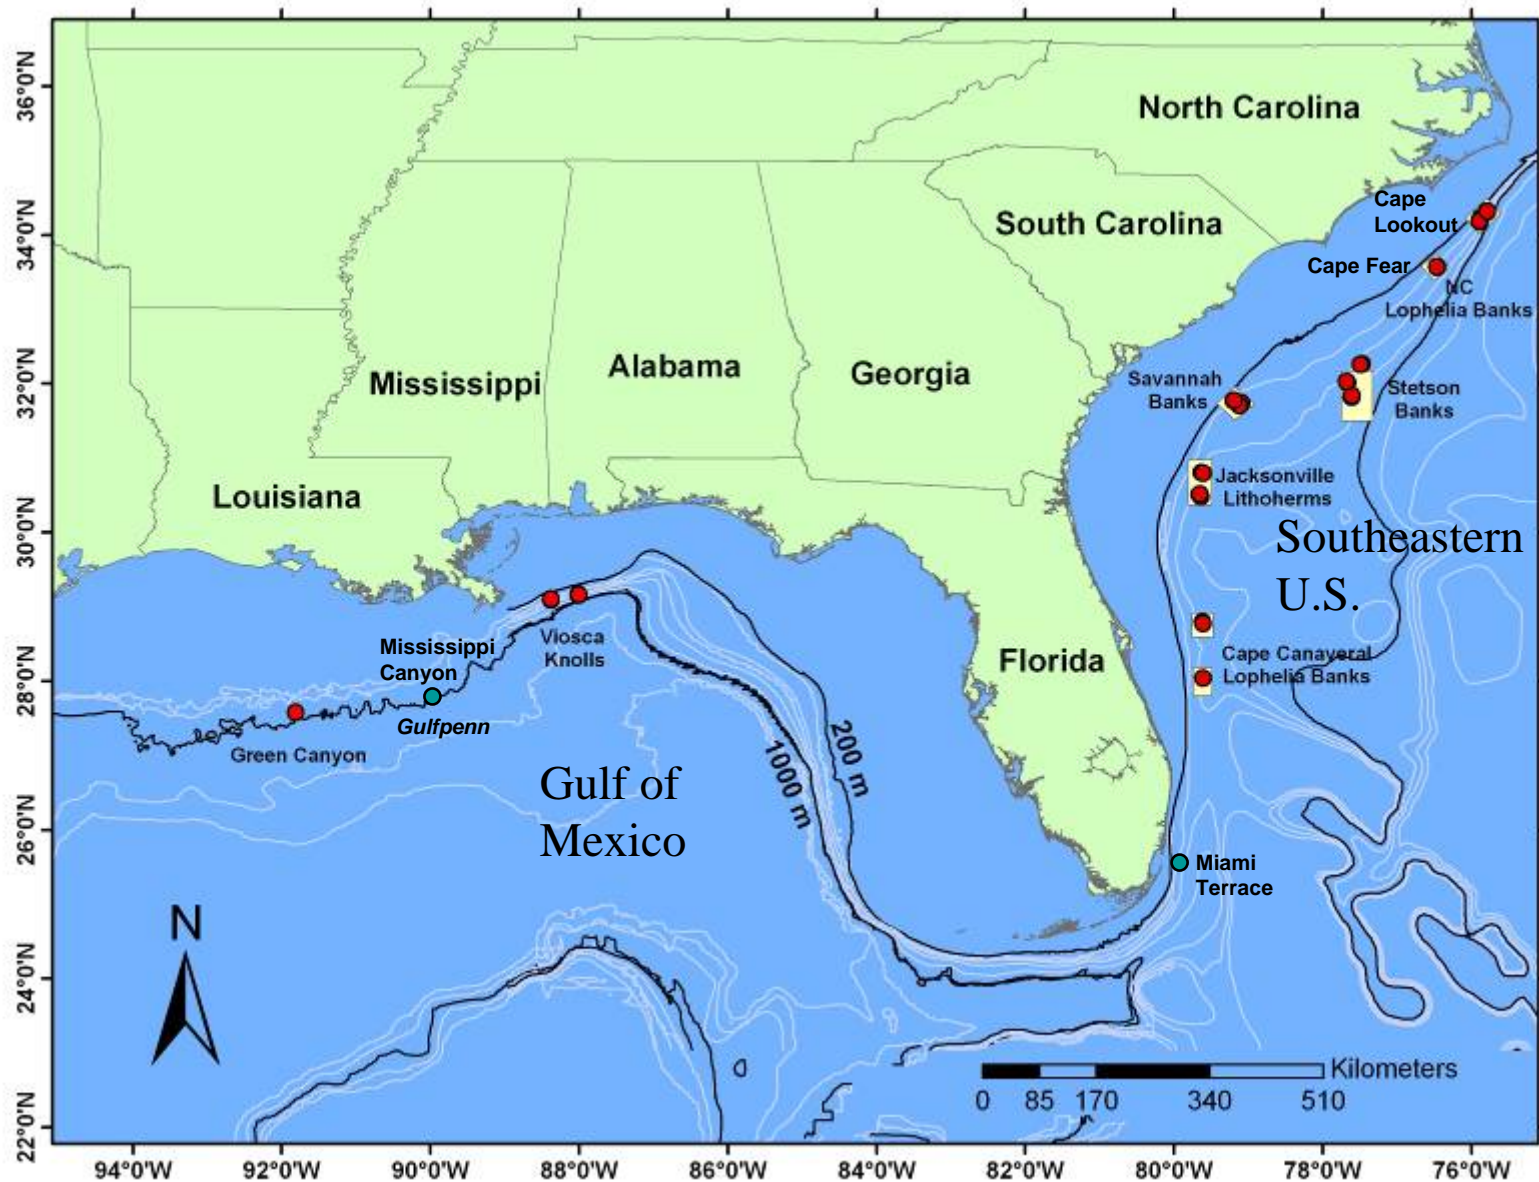 36°0'N
34°0'N
32°0'N
30°0'N
28°0'N
26°0'N
24°0'N
22°0'N
North Carolina
South Carolina
Cape
Lookout
Cape Fear
NC
Lophelia Banks
Mississippi
Alabama
Georgia
Savannah
Banks
Stetson
Banks
Louisiana
Jacksonville
Lithoherms
Southeastern
U.S.
Viosca
Knolls
Mississippi
Canyon
Gulfpenn
Green Canyon
Florida
Cape Canaveral
Lophelia Banks
Gulf of
Mexico
1000 m
200 m
Miami
Terrace
N
Kilometers
0 85 170 340 510
94°0'W 92°0'W 90°0'W 88°0'W 86°0'W 84°0'W 82°0'W 80°0'W 78°0'W 76°0'W